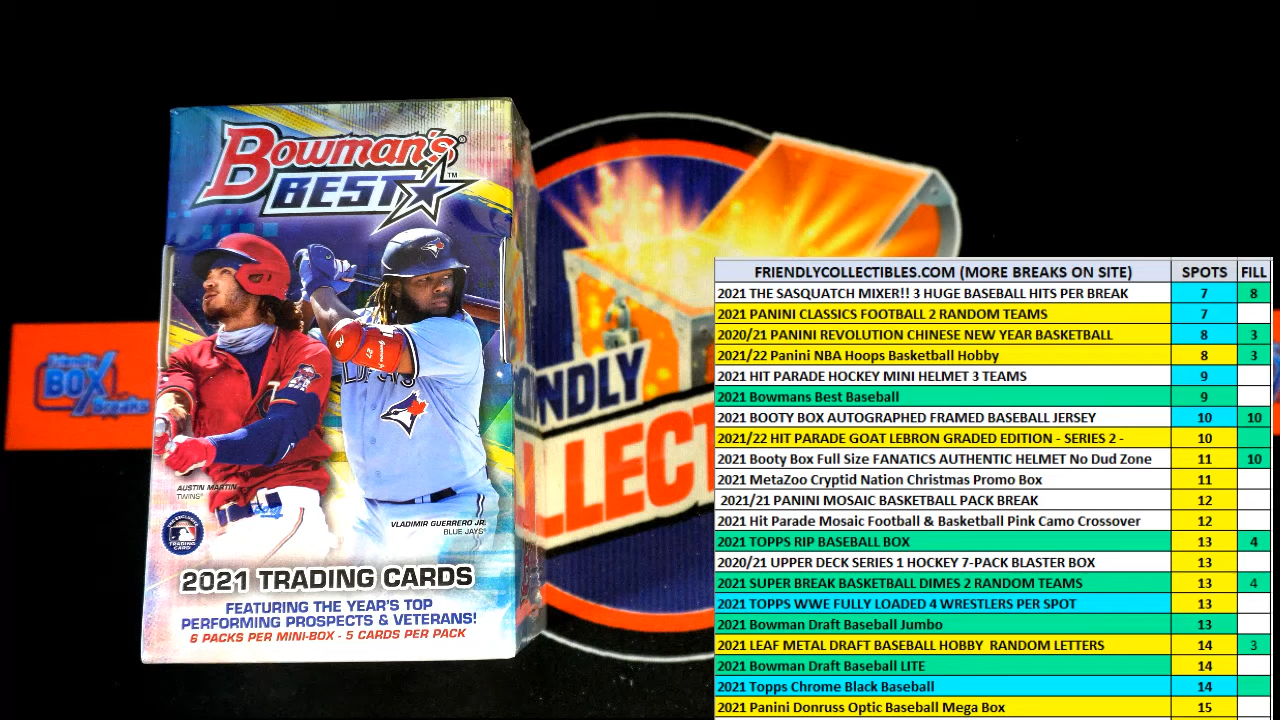 Bowman's®
BEST™
AUSTIN MARTIN
TWINS®
VLADIMIR GUERRERO JR.
BLUE JAYS®
2021 TRADING CARDS
FEATURING THE YEAR'S TOP
PERFORMING PROSPECTS & VETERANS!
6 PACKS PER MINI-BOX - 5 CARDS PER PACK
Friendly
BOX
Breaks
NDLY
LLECT
FRIENDLYCOLLECTIBLES.COM (MORE BREAKS ON SITE) SPOTS FILL
2021 THE SASQUATCH MIXER!! 3 HUGE BASEBALL HITS PER BREAK 7 8
2021 PANINI CLASSICS FOOTBALL 2 RANDOM TEAMS 7
2020/21 PANINI REVOLUTION CHINESE NEW YEAR BASKETBALL 8 3
2021/22 Panini NBA Hoops Basketball Hobby 8 3
2021 HIT PARADE HOCKEY MINI HELMET 3 TEAMS 9
2021 Bowmans Best Baseball 9
2021 BOOTY BOX AUTOGRAPHED FRAMED BASEBALL JERSEY 10 10
2021/22 HIT PARADE GOAT LEBRON GRADED EDITION - SERIES 2 - 10
2021 Booty Box Full Size FANATICS AUTHENTIC HELMET No Dud Zone 11 10
2021 MetaZoo Cryptid Nation Christmas Promo Box 11
2021/21 PANINI MOSAIC BASKETBALL PACK BREAK 12
2021 Hit Parade Mosaic Football & Basketball Pink Camo Crossover 12
2021 TOPPS RIP BASEBALL BOX 13 4
2020/21 UPPER DECK SERIES 1 HOCKEY 7-PACK BLASTER BOX 13
2021 SUPER BREAK BASKETBALL DIMES 2 RANDOM TEAMS 13 4
2021 TOPPS WWE FULLY LOADED 4 WRESTLERS PER SPOT 13
2021 Bowman Draft Baseball Jumbo 13
2021 LEAF METAL DRAFT BASEBALL HOBBY RANDOM LETTERS 14 3
2021 Bowman Draft Baseball LITE 14
2021 Topps Chrome Black Baseball 14
2021 Panini Donruss Optic Baseball Mega Box 15